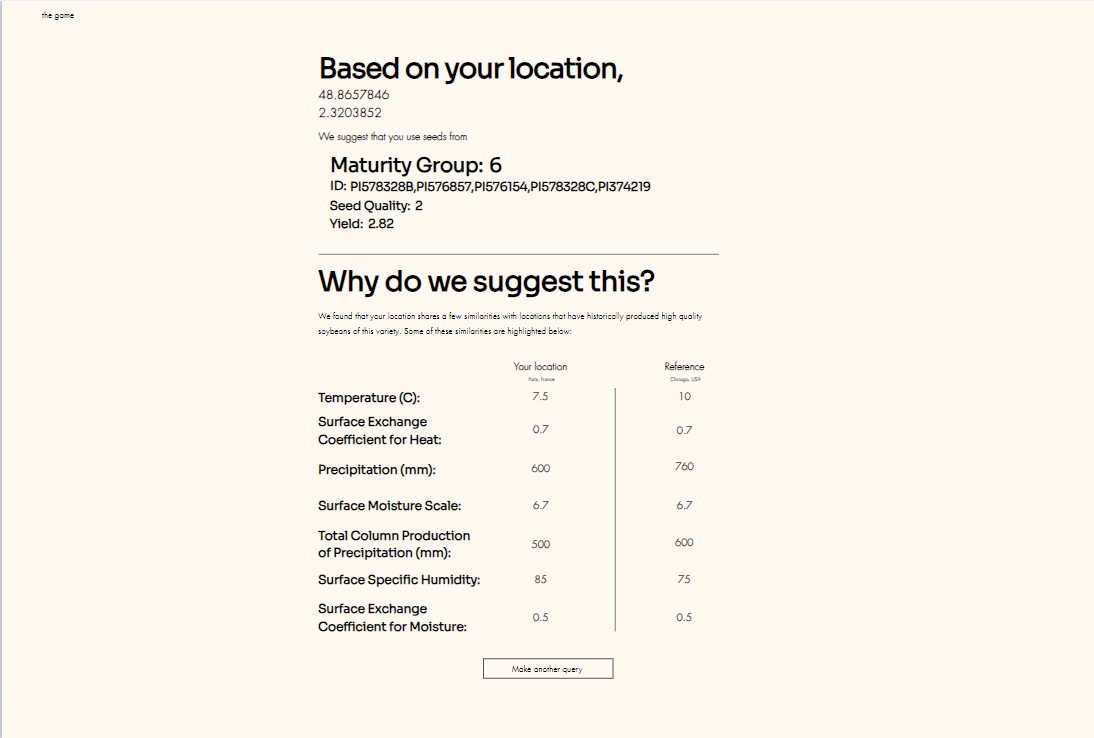 the game
Based on your location,
48.8657846
2.3203852
We suggest that you use seeds from
Maturity Group: 6
ID: PI578328B,PI576857,PI576154,PI578328C,PI374219
Seed Quality: 2
Yield: 2.82
Why do we suggest this?
We found that your location shares a few similarities with locations that have historically produced high quality
soybeans of this variety. Some of these similarities are highlighted below:
Your location Reference
Paris, France Chicago, USA
Temperature (C): 7.5 10
Surface Exchange
Coefficient for Heat: 0.7 0.7
Precipitation (mm): 600 760
Surface Moisture Scale: 6.7 6.7
Total Column Production
of Precipitation (mm): 500 600
Surface Specific Humidity: 85 75
Surface Exchange
Coefficient for Moisture: 0.5 0.5
Make another query